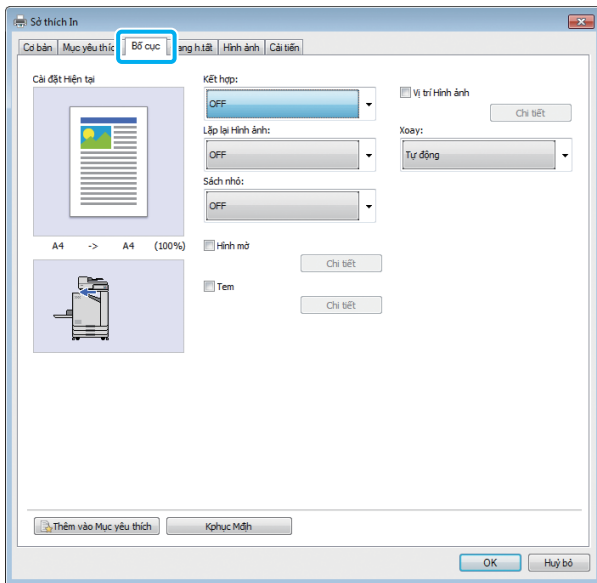 Sở thích In
Cơ bản Mục yêu thíc Bố cục ang h.tất Hình ảnh Cải tiến
Cài đặt Hiện tại
A4 -> A4 (100%)
Kết hợp:
OFF
Lặp lại Hình ảnh:
OFF
Sách nhỏ:
OFF
Hình mờ
Chi tiết
Tem
Chi tiết
Vị trí Hình ảnh
Chi tiết
Xoay:
Tự động
Thêm vào Mục yêu thích Kphục Mđịh
OK Huỷ bỏ